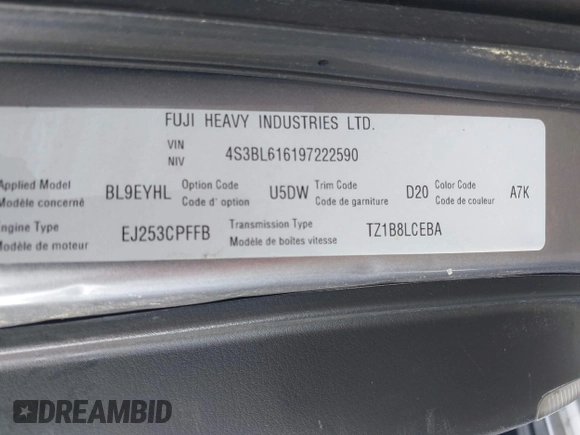 FUJI HEAVY INDUSTRIES LTD.
VIN
NIV
4S3BL616197222590
Applied Model
Modèle concerné
BL9EYHL
Option Code
Code d' option
U5DW
Trim Code
Code de garniture
D20
Color Code
Code de couleur
A7K
Engine Type
Modèle de moteur
EJ253CPFFB
Transmission Type
Modèle de boîtes vitesse
TZ1B8LCEBA
DREAMBID